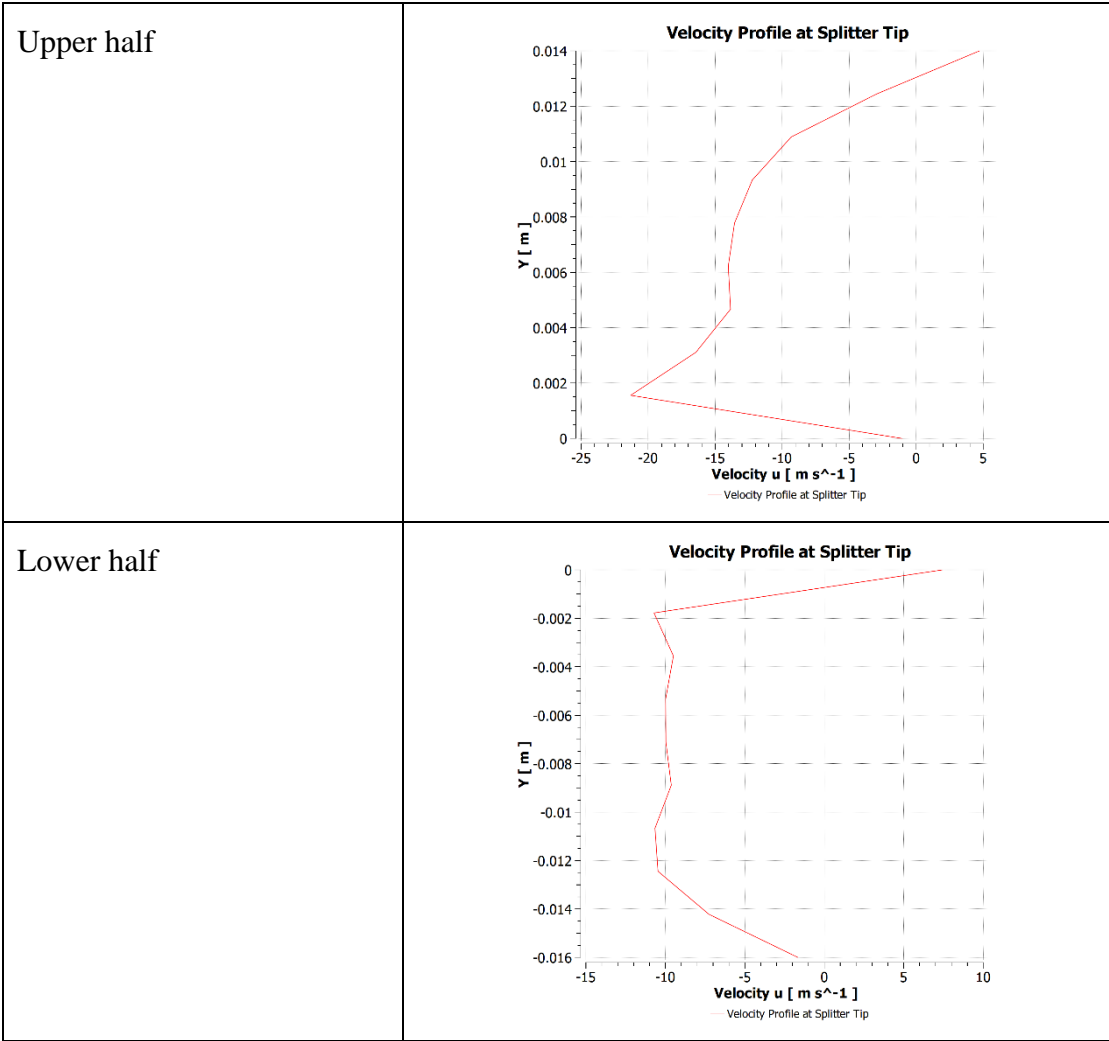 Upper half
Velocity Profile at Splitter Tip
0.014
0.012
0.01
0.008
0.006
0.004
0.002
0
Y [ m ]
-25 -20 -15 -10 -5 0 5
Velocity u [ m s^-1 ]
Velocity Profile at Splitter Tip
Lower half
Velocity Profile at Splitter Tip
0
-0.002
-0.004
-0.006
-0.008
-0.01
-0.012
-0.014
-0.016
Y [ m ]
-15 -10 -5 0 5 10
Velocity u [ m s^-1 ]
Velocity Profile at Splitter Tip